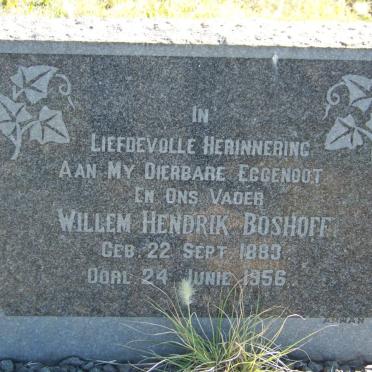 IN
LIEFDEVOLLE HERINNERING
AAN MY DIERBARE EGGENOOT
EN ONS VADER
WILLEM HENDRIK BOSHOFF
GEB. 22 SEPT. 1883
OORL. 24 JUNIE 1956.